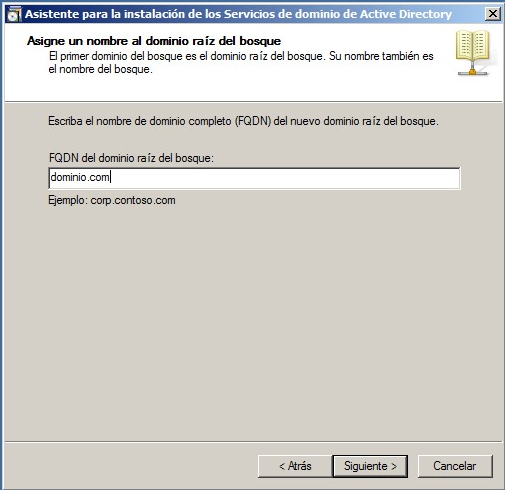 Asistente para la instalación de los Servicios de dominio de Active Directory
Asigne un nombre al dominio raíz del bosque
El primer dominio del bosque es el dominio raíz del bosque. Su nombre también es
el nombre del bosque.
Escriba el nombre de dominio completo (FQDN) del nuevo dominio raíz del bosque.
FQDN del dominio raíz del bosque:
dominio.com
Ejemplo: corp.contoso.com
< Atrás
Siguiente >
Cancelar